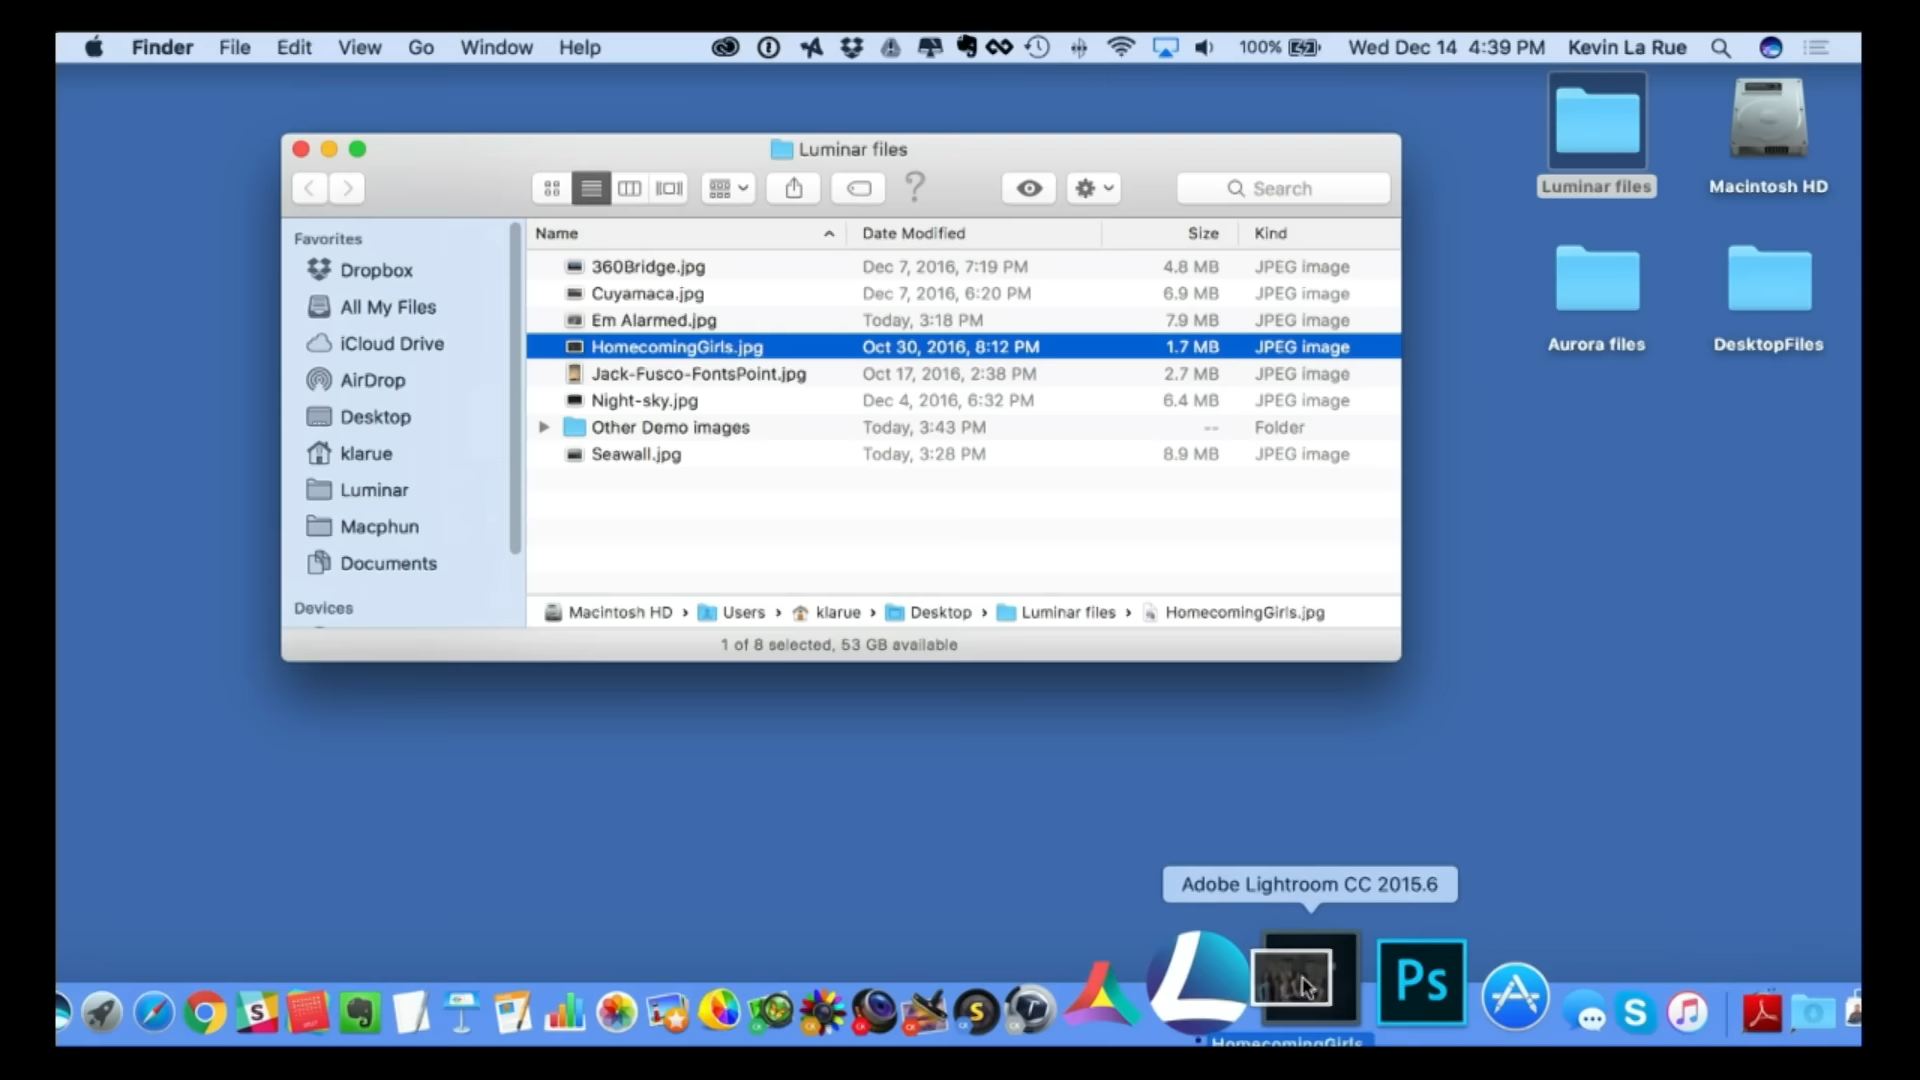 Finder File Edit View Go Window Help 100% Wed Dec 14 4:39 PM Kevin La Rue
Luminar files
Search
Luminar files
Macintosh HD
Aurora files
DesktopFiles
Favorites
Dropbox
All My Files
iCloud Drive
AirDrop
Desktop
klarue
Luminar
Macphun
Documents
Devices
Name Date Modified Size Kind
360Bridge.jpg Dec 7, 2016, 7:19 PM 4.8 MB JPEG image
Cuyamaca.jpg Dec 7, 2016, 6:20 PM 6.9 MB JPEG image
Em Alarmed.jpg Today, 3:18 PM 7.9 MB JPEG image
HomecomingGirls.jpg Oct 30, 2016, 8:12 PM 1.7 MB JPEG image
Jack-Fusco-FontsPoint.jpg Oct 17, 2016, 2:38 PM 2.7 MB JPEG image
Night-sky.jpg Dec 4, 2016, 6:32 PM 6.4 MB JPEG image
Other Demo images Today, 3:43 PM -- Folder
Seawall.jpg Today, 3:28 PM 8.9 MB JPEG image
Macintosh HD › Users › klarue › Desktop › Luminar files › HomecomingGirls.jpg
1 of 8 selected, 53 GB available
Adobe Lightroom CC 2015.6
Ps
HomecomingGirls